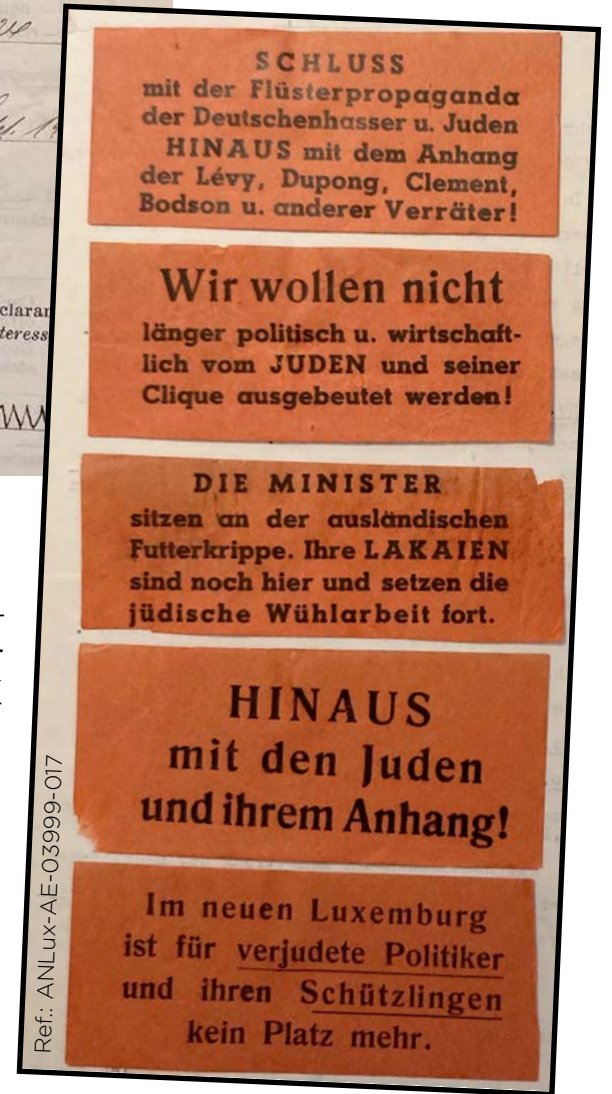 SCHLUSS
mit der Flüsterpropaganda
der Deutschenhasser u. Juden
HINAUS mit dem Anhang
der Lévy, Dupong, Clement,
Bodson u. anderer Verräter!
Wir wollen nicht
länger politisch u. wirtschaft-
lich vom JUDEN und seiner
Clique ausgebeutet werden!
DIE MINISTER
sitzen an der ausländischen
Futterkrippe. Ihre LAKAIEN
sind noch hier und setzen die
jüdische Wühlarbeit fort.
HINAUS
mit den Juden
und ihrem Anhang!
Im neuen Luxemburg
ist für verjudete Politiker
und ihren Schützlingen
kein Platz mehr.
Ref.: ANLux-AE-03999-017